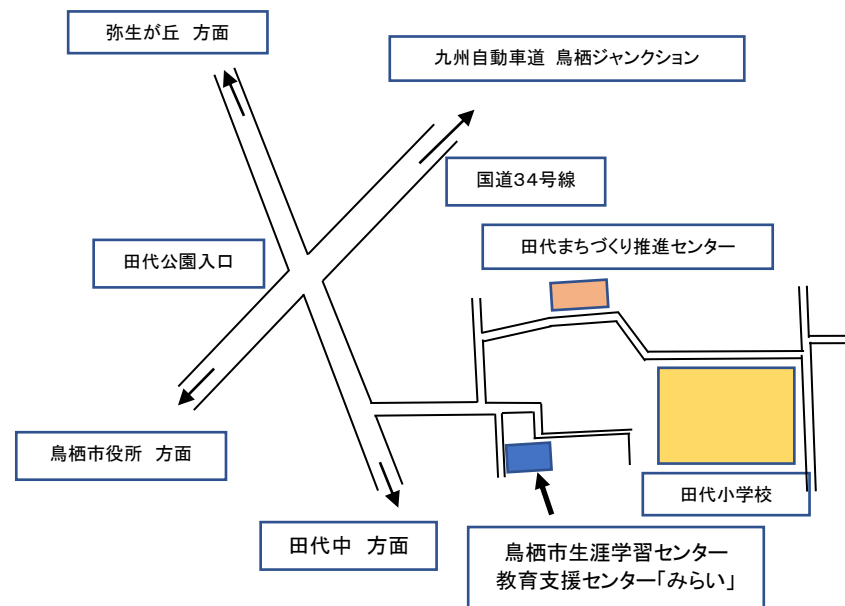 弥生が丘 方面
九州自動車道 鳥栖ジャンクション
国道34号線
田代まちづくり推進センター
田代公園入口
鳥栖市役所 方面
田代小学校
田代中 方面
鳥栖市生涯学習センター
教育支援センター「みらい」